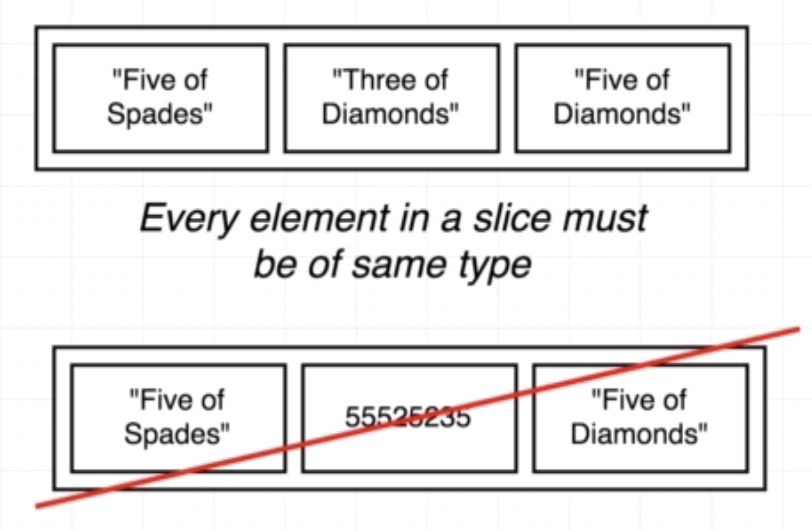 "Five of
Spades"
"Three of
Diamonds"
"Five of
Diamonds"
Every element in a slice must
be of same type
"Five of
Spades"
55525235
"Five of
Diamonds"